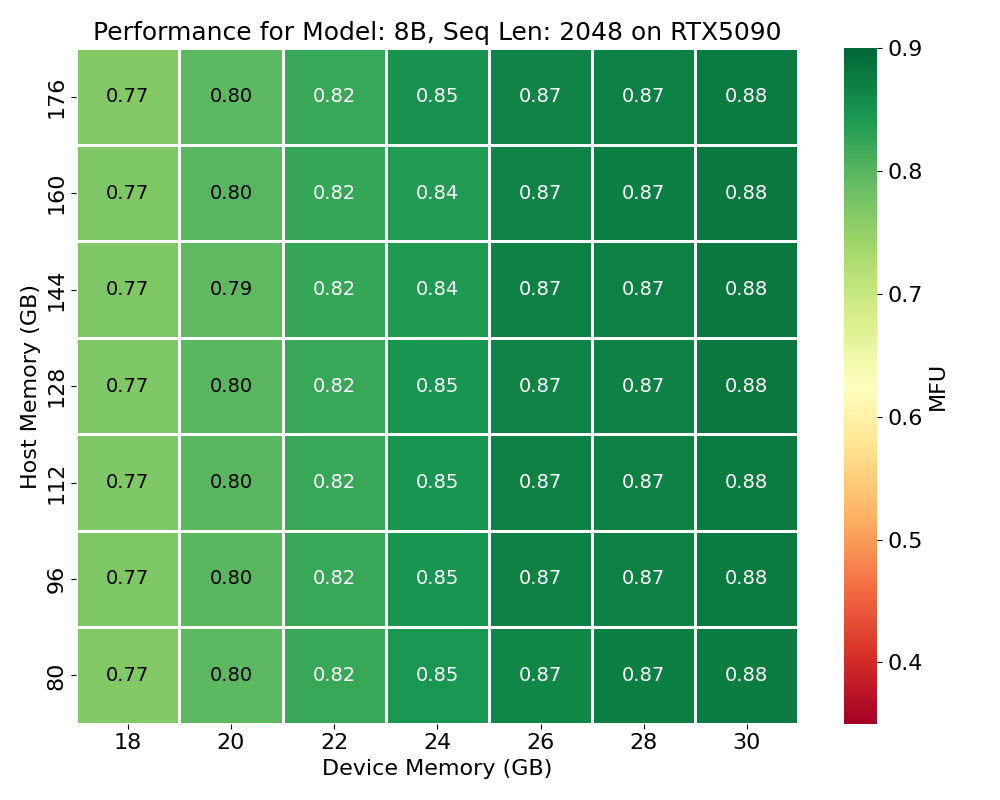 Performance for Model: 8B, Seq Len: 2048 on RTX5090
176 0.77 0.80 0.82 0.85 0.87 0.87 0.88
160 0.77 0.80 0.82 0.84 0.87 0.87 0.88
144 0.77 0.79 0.82 0.84 0.87 0.87 0.88
128 0.77 0.80 0.82 0.85 0.87 0.87 0.88
112 0.77 0.80 0.82 0.85 0.87 0.87 0.88
96 0.77 0.80 0.82 0.85 0.87 0.87 0.88
80 0.77 0.80 0.82 0.85 0.87 0.87 0.88
18 20 22 24 26 28 30
Device Memory (GB)
Host Memory (GB)
0.9
0.8
0.7
0.6
0.5
0.4
MFU